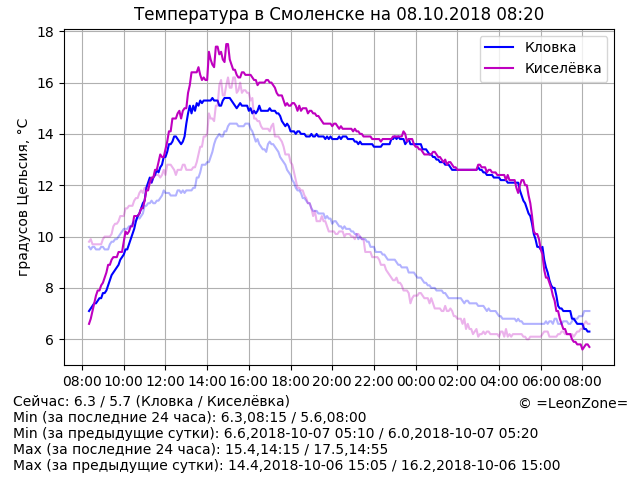 Температура в Смоленске на 08.10.2018 08:20
Кловка
Киселёвка
градусов Цельсия, °C
18
16
14
12
10
8
6
08:00 10:00 12:00 14:00 16:00 18:00 20:00 22:00 00:00 02:00 04:00 06:00 08:00
Сейчас: 6.3 / 5.7 (Кловка / Киселёвка)
© =LeonZone=
Min (за последние 24 часа): 6.3,08:15 / 5.6,08:00
Min (за предыдущие сутки): 6.6,2018-10-07 05:10 / 6.0,2018-10-07 05:20
Max (за последние 24 часа): 15.4,14:15 / 17.5,14:55
Max (за предыдущие сутки): 14.4,2018-10-06 15:05 / 16.2,2018-10-06 15:00